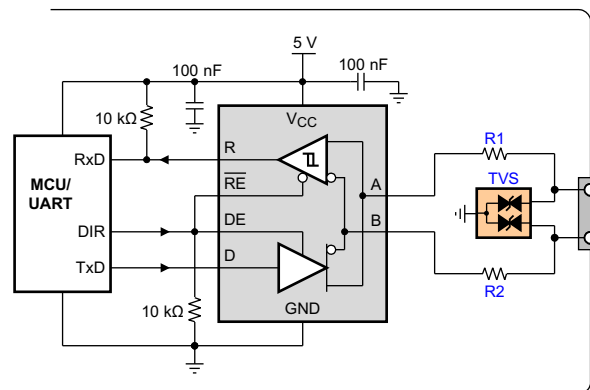 5 V
100 nF
100 nF
10 kΩ
VCC
R1
RxD
R
TVS
MCU/
UART
RE
A
DIR
DE
B
TxD
D
10 kΩ
GND
R2